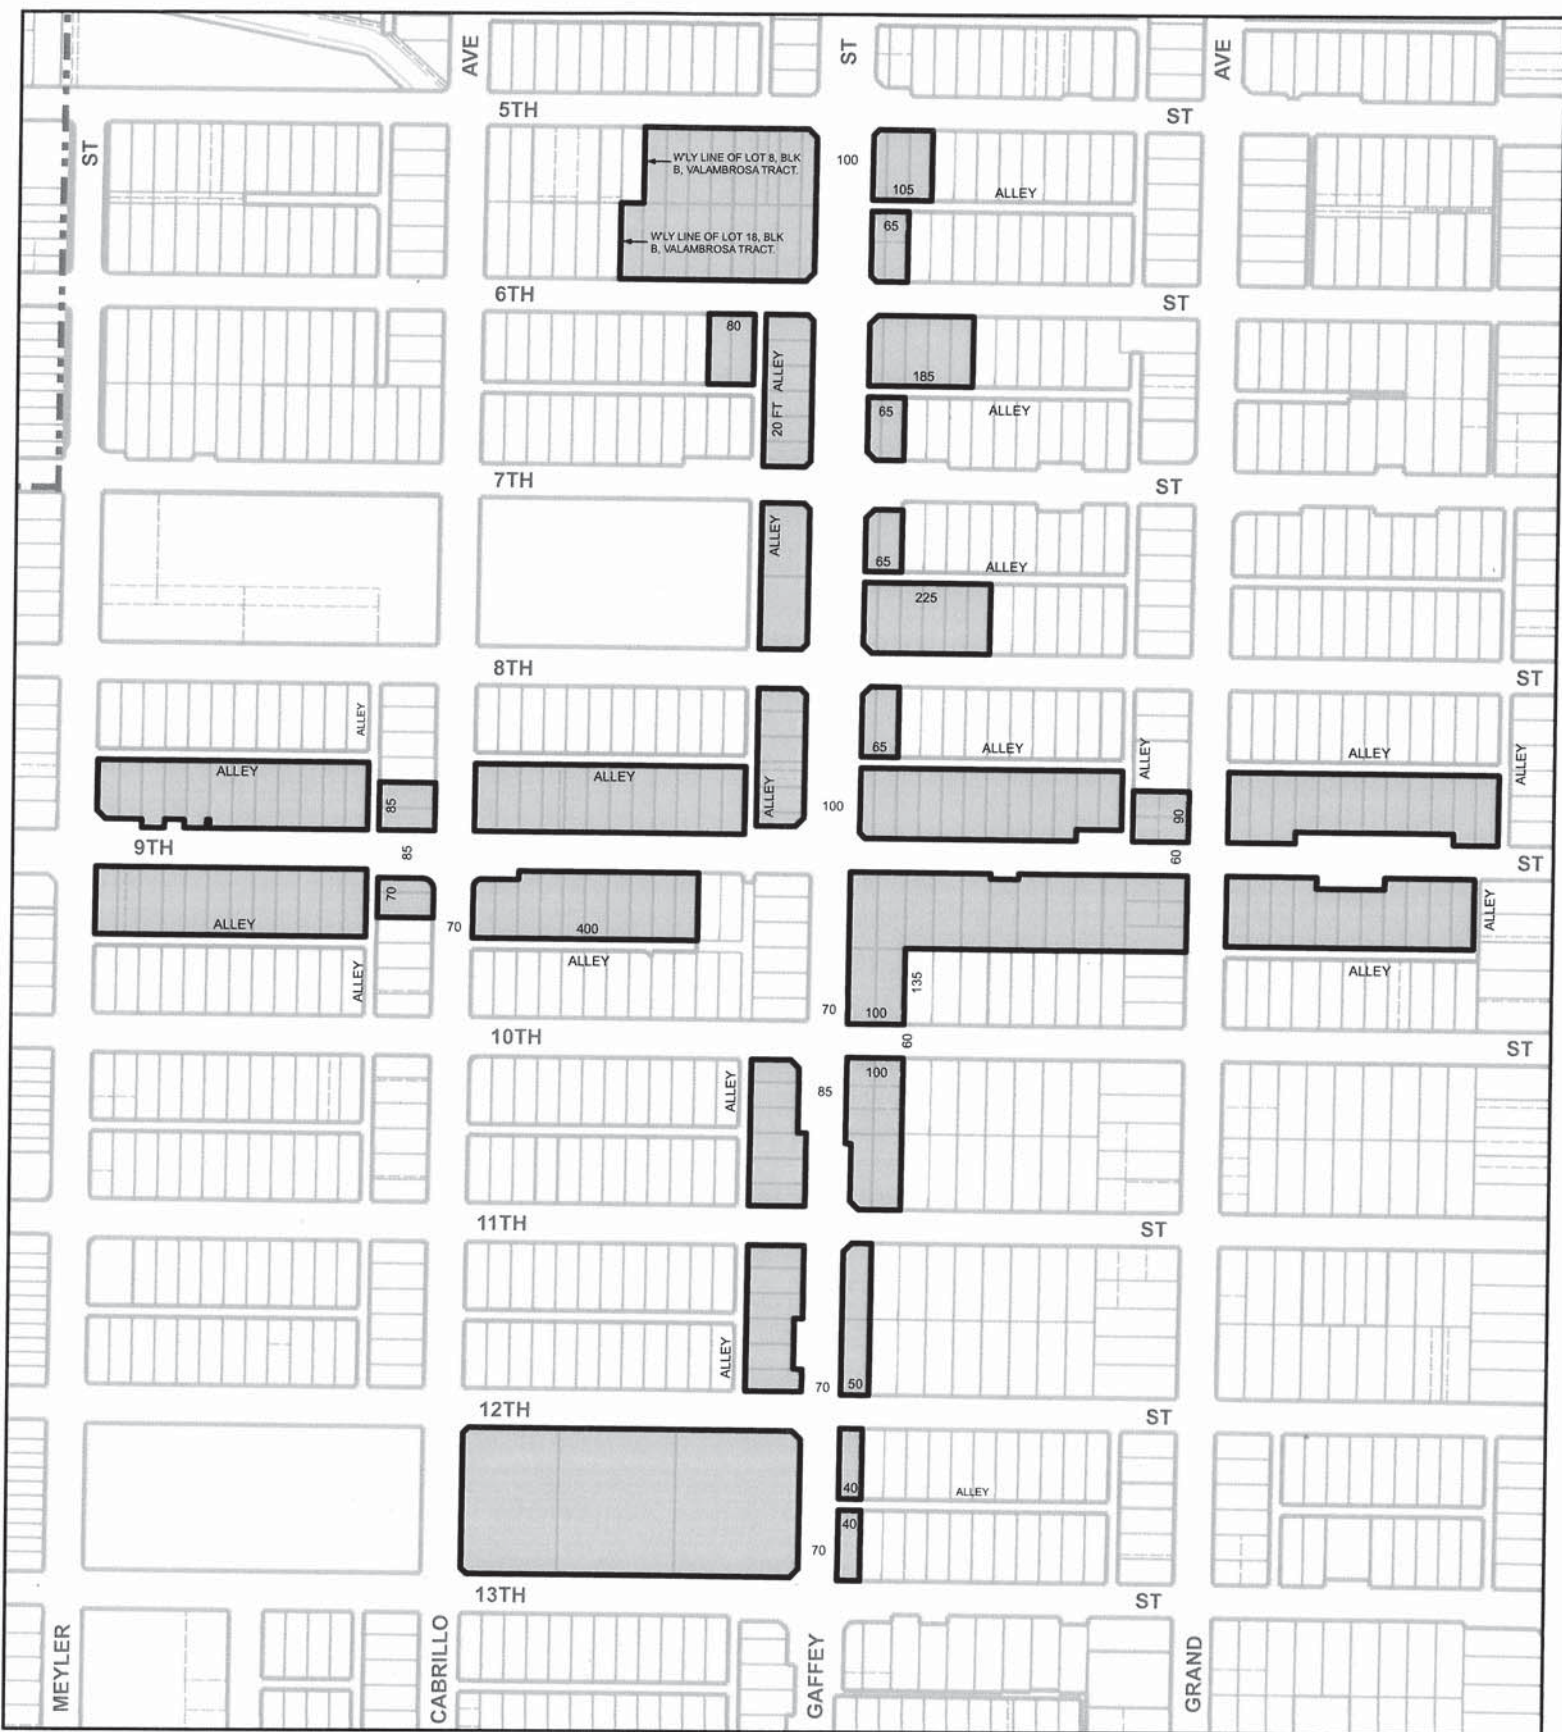 AVE
ST
AVE
5TH
ST
ST
W'LY LINE OF LOT 8, BLK
B, VALAMBROSA TRACT.
100
105
ALLEY
65
W'LY LINE OF LOT 18, BLK
B, VALAMBROSA TRACT.
6TH
ST
80
20 FT ALLEY
185
65
ALLEY
7TH
ST
ALLEY
65
ALLEY
225
8TH
ST
ALLEY
65
ALLEY
ALLEY
ALLEY
ALLEY
ALLEY
ALLEY
ALLEY
85
100
90
9TH
85
60
ST
70
ALLEY
70
400
ALLEY
ALLEY
ALLEY
135
ALLEY
70
100
10TH
60
ST
ALLEY
85
100
11TH
ST
ALLEY
70
50
12TH
ST
40
ALLEY
40
70
13TH
ST
MEYLER
CABRILLO
GAFFEY
GRAND